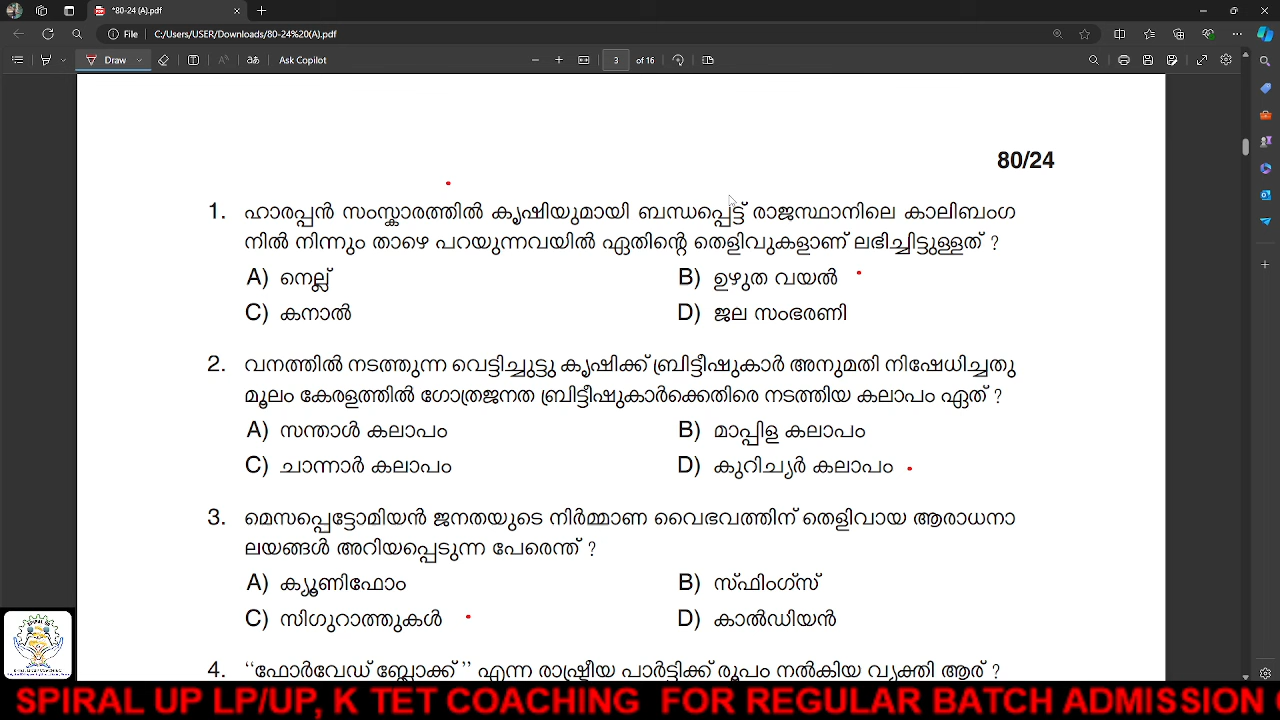 *80-24 (A).pdf
File C:/Users/USER/Downloads/80-24%20(A).pdf
Draw Ask Copilot 3 of 16
80/24
1. ഹാരപ്പൻ സംസ്കാരത്തിൽ കൃഷിയുമായി ബന്ധപ്പെട്ട് രാജസ്ഥാനിലെ കാലിബംഗ
നിൽ നിന്നും താഴെ പറയുന്നവയിൽ ഏതിന്റെ തെളിവുകളാണ് ലഭിച്ചിട്ടുള്ളത് ?
A) നെല്ല് B) ഉഴുത വയൽ
C) കനാൽ D) ജല സംഭരണി
2. വനത്തിൽ നടത്തുന്ന വെട്ടിച്ചുട്ടു കൃഷിക്ക് ബ്രിട്ടീഷുകാർ അനുമതി നിഷേധിച്ചതു
മൂലം കേരളത്തിൽ ഗോത്രജനത ബ്രിട്ടീഷുകാർക്കെതിരെ നടത്തിയ കലാപം ഏത് ?
A) സന്താൾ കലാപം B) മാപ്പിള കലാപം
C) ചാന്നാർ കലാപം D) കുറിച്യർ കലാപം
3. മെസപ്പെട്ടോമിയൻ ജനതയുടെ നിർമ്മാണ വൈഭവത്തിന് തെളിവായ ആരാധനാ
ലയങ്ങൾ അറിയപ്പെടുന്ന പേരെന്ത് ?
A) ക്യൂണിഫോം B) സ്ഫിംഗ്സ്
C) സിഗുറാത്തുകൾ D) കാൽഡിയൻ
4. ‘‘ഫോർവേഡ് ബ്ലോക്ക് ’’ എന്ന രാഷ്ട്രീയ പാർട്ടിക്ക് രൂപം നൽകിയ വ്യക്തി ആര് ?
SPIRAL UP LP/UP, K TET COACHING FOR REGULAR BATCH ADMISSION